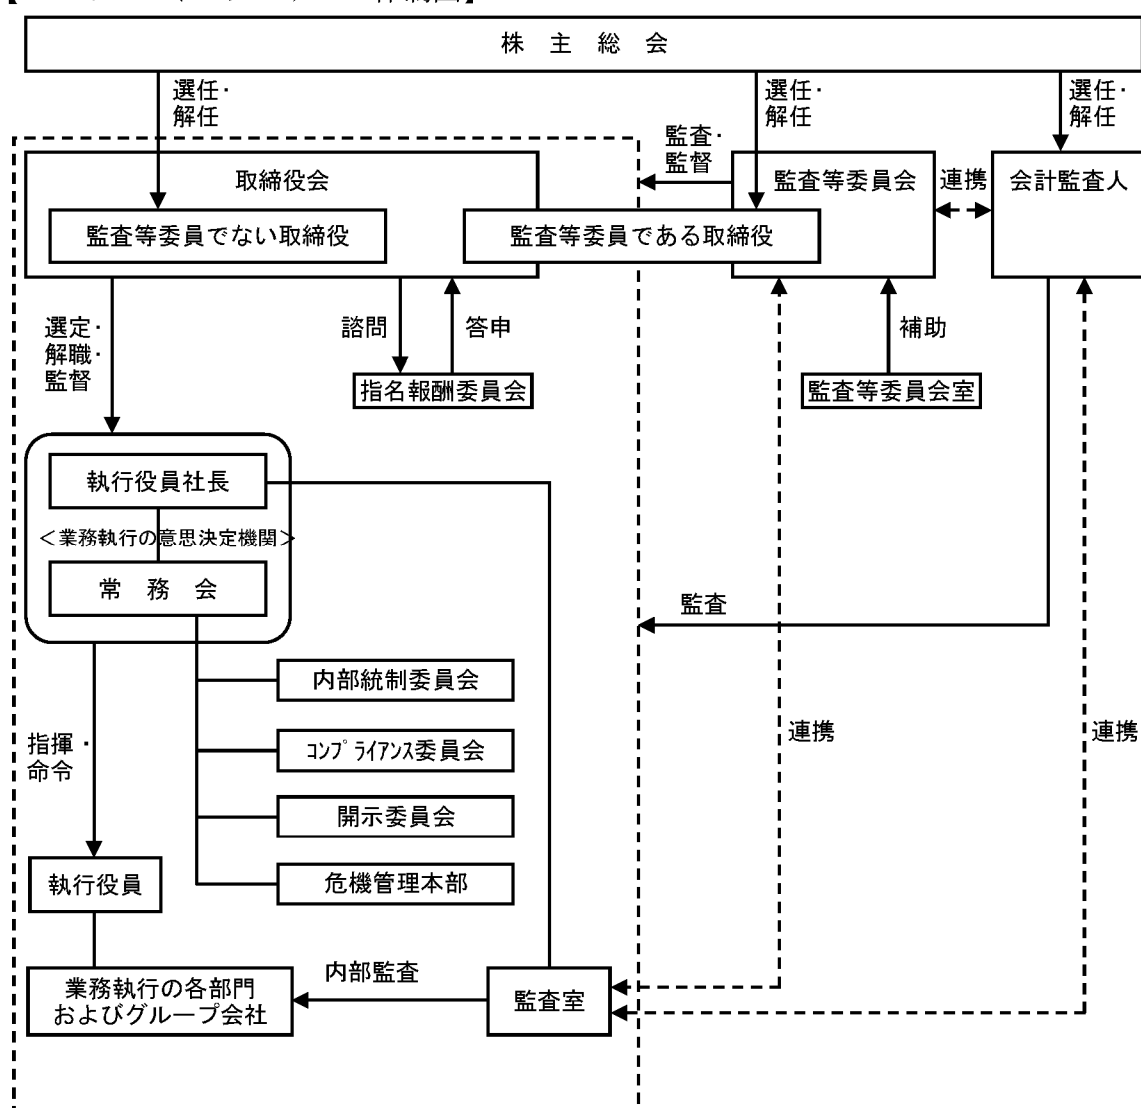 株 主 総 会
選任・
解任
選任・
解任
選任・
解任
監査・
監督
取締役会
監査等委員会
連携
会計監査人
監査等委員でない取締役
監査等委員である取締役
選定・
解職・
監督
諮問
答申
補助
指名報酬委員会
監査等委員会室
執行役員社長
＜業務執行の意思決定機関＞
常 務 会
監査
内部統制委員会
指揮・
命令
ｺﾝﾌﾟﾗｲｱﾝｽ委員会
連携
連携
開示委員会
執行役員
危機管理本部
内部監査
業務執行の各部門
およびグループ会社
監査室